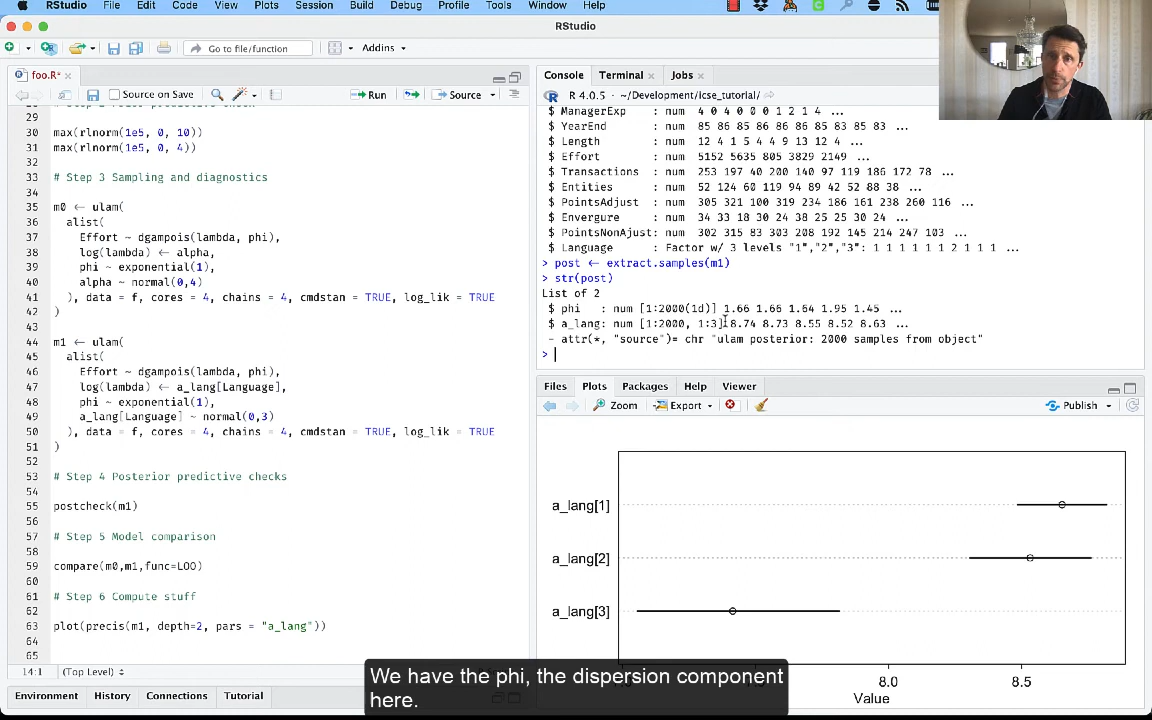 RStudio File Edit Code View Plots Session Build Debug Profile Tools Window Help
RStudio
Go to file/function Addins
foo.R*
Source on Save Run Source
29
30 max(rlnorm(1e5, 0, 10))
31 max(rlnorm(1e5, 0, 4))
32
33 # Step 3 Sampling and diagnostics
34
35 m0 <- ulam(
36 alist(
37 Effort ~ dgampois(lambda, phi),
38 log(lambda) <- alpha,
39 phi ~ exponential(1),
40 alpha ~ normal(0,4)
41 ), data = f, cores = 4, chains = 4, cmdstan = TRUE, log_lik = TRUE
42 )
43
44 m1 <- ulam(
45 alist(
46 Effort ~ dgampois(lambda, phi),
47 log(lambda) <- a_lang[Language],
48 phi ~ exponential(1),
49 a_lang[Language] ~ normal(0,3)
50 ), data = f, cores = 4, chains = 4, cmdstan = TRUE, log_lik = TRUE
51 )
52
53 # Step 4 Posterior predictive checks
54
55 postcheck(m1)
56
57 # Step 5 Model comparison
58
59 compare(m0,m1,func=LOO)
60
61 # Step 6 Compute stuff
62
63 plot(precis(m1, depth=2, pars = "a_lang"))
64
65
14:1 (Top Level)
Environment History Connections Tutorial
Console Terminal Jobs
R 4.0.5 · ~/Development/icse_tutorial/
$ ManagerExp : num 4 0 4 0 0 0 1 2 1 4 ...
$ YearEnd : num 85 86 85 86 86 86 85 83 85 83 ...
$ Length : num 12 4 1 5 4 4 9 13 12 4 ...
$ Effort : num 5152 5635 805 3829 2149 ...
$ Transactions : num 253 197 40 200 140 97 119 186 172 78 ...
$ Entities : num 52 124 60 119 94 89 42 52 88 38 ...
$ PointsAdjust : num 305 321 100 319 234 186 161 238 260 116 ...
$ Envergure : num 34 33 18 30 24 38 25 25 30 24 ...
$ PointsNonAjust: num 302 315 83 303 208 192 145 214 247 103 ...
$ Language : Factor w/ 3 levels "1","2","3": 1 1 1 1 1 1 2 1 1 1 ...
> post <- extract.samples(m1)
> str(post)
List of 2
$ phi : num [1:2000(1d)] 1.66 1.66 1.64 1.95 1.45 ...
$ a_lang: num [1:2000, 1:3] 8.74 8.73 8.55 8.52 8.63 ...
- attr(*, "source")= chr "ulam posterior: 2000 samples from object"
>
Files Plots Packages Help Viewer
Zoom Export Publish
a_lang[1]
a_lang[2]
a_lang[3]
8.0 8.5
Value
We have the phi, the dispersion component
here.